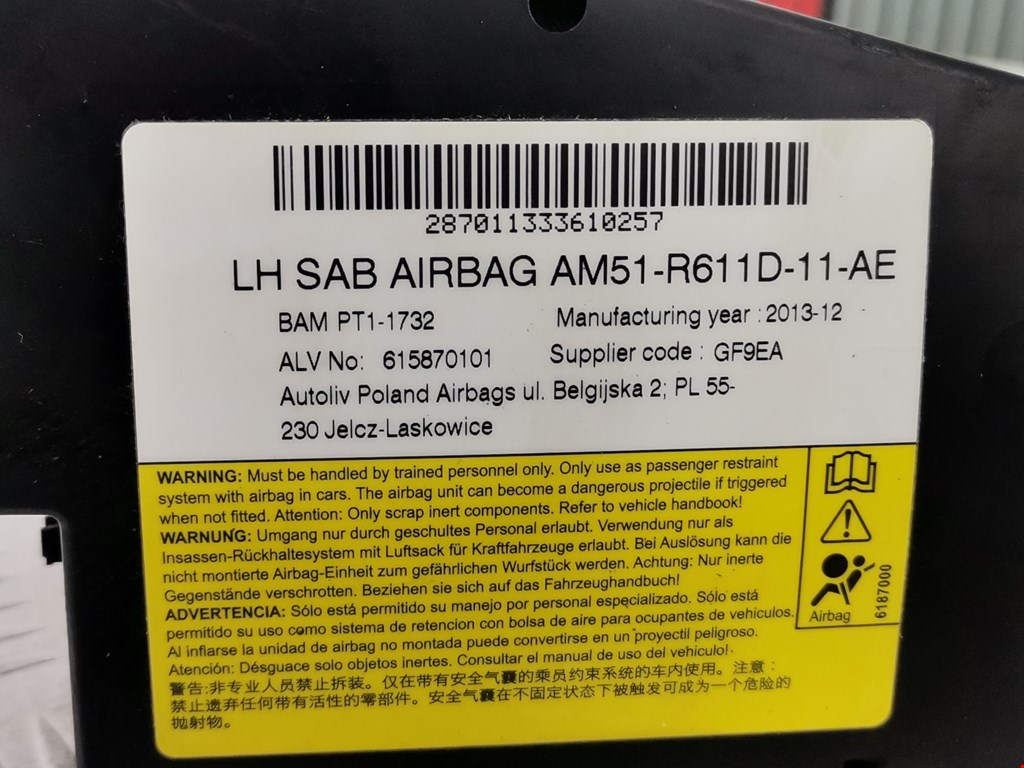 287011333610257
LH SAB AIRBAG AM51-R611D-11-AE
BAM PT1-1732 Manufacturing year : 2013-12
ALV No: 615870101 Supplier code : GF9EA
Autoliv Poland Airbags ul. Belgijska 2; PL 55-
230 Jelcz-Laskowice
WARNING: Must be handled by trained personnel only. Only use as passenger restraint
system with airbag in cars. The airbag unit can become a dangerous projectile if triggered
when not fitted. Attention: Only scrap inert components. Refer to vehicle handbook!
WARNUNG: Umgang nur durch geschultes Personal erlaubt. Verwendung nur als
Insassen-Rückhaltesystem mit Luftsack für Kraftfahrzeuge erlaubt. Bei Auslösung kann die
nicht montierte Airbag-Einheit zum gefährlichen Wurfstück werden. Achtung: Nur inerte
Gegenstände verschrotten. Beziehen sie sich auf das Fahrzeughandbuch!
ADVERTENCIA: Sólo está permitido su manejo por personal especializado. Sólo está
permitido su uso como sistema de retencion con bolsa de aire para ocupantes de vehículos.
Al inflarse la unidad de airbag no montada puede convertirse en un proyectil peligroso.
Atención: Désguace solo objetos inertes. Consultar el manual de uso del vehículo!
警告:非专业人员禁止拆装。仅在带有安全气囊的乘员约束系统的车内使用。注意:
禁止遗弃任何带有活性的零部件。安全气囊在不固定状态下被触发可成为一个危险的
抛射物。
Airbag
6187000